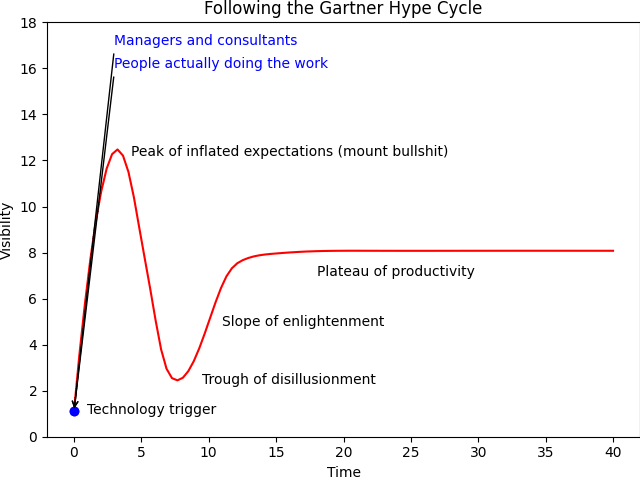 Following the Gartner Hype Cycle
18
16
14
12
10
8
6
4
2
0
Visibility
Managers and consultants
People actually doing the work
Peak of inflated expectations (mount bullshit)
Plateau of productivity
Slope of enlightenment
Trough of disillusionment
Technology trigger
0 5 10 15 20 25 30 35 40
Time